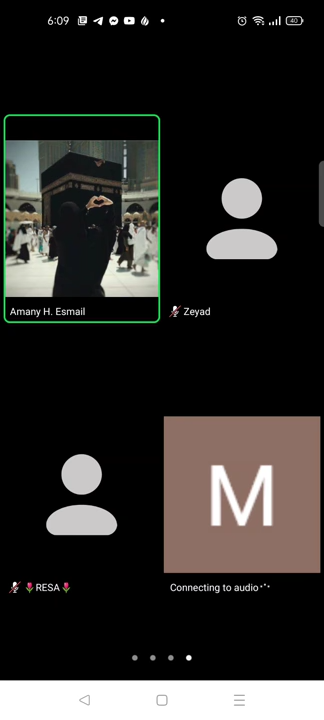 6:09
40
Amany H. Esmail
Zeyad
🌷RESA🌷
M
Connecting to audio